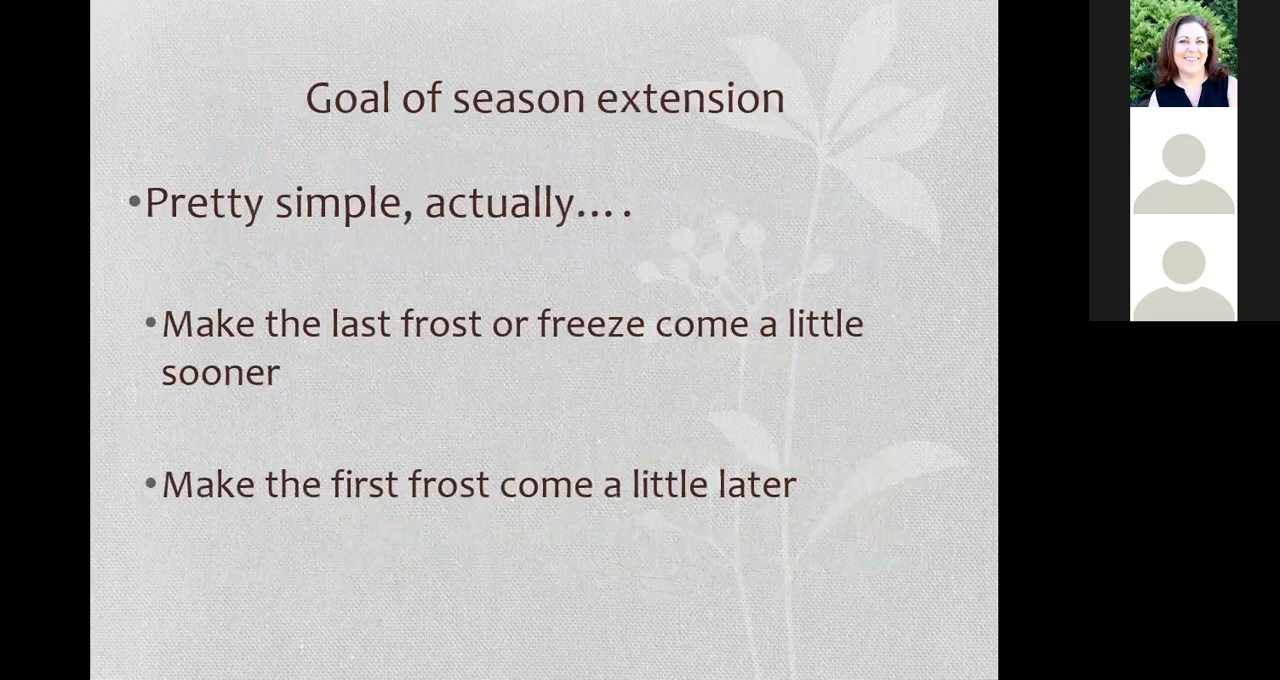 Goal of season extension
•Pretty simple, actually….
•Make the last frost or freeze come a little
sooner
•Make the first frost come a little later